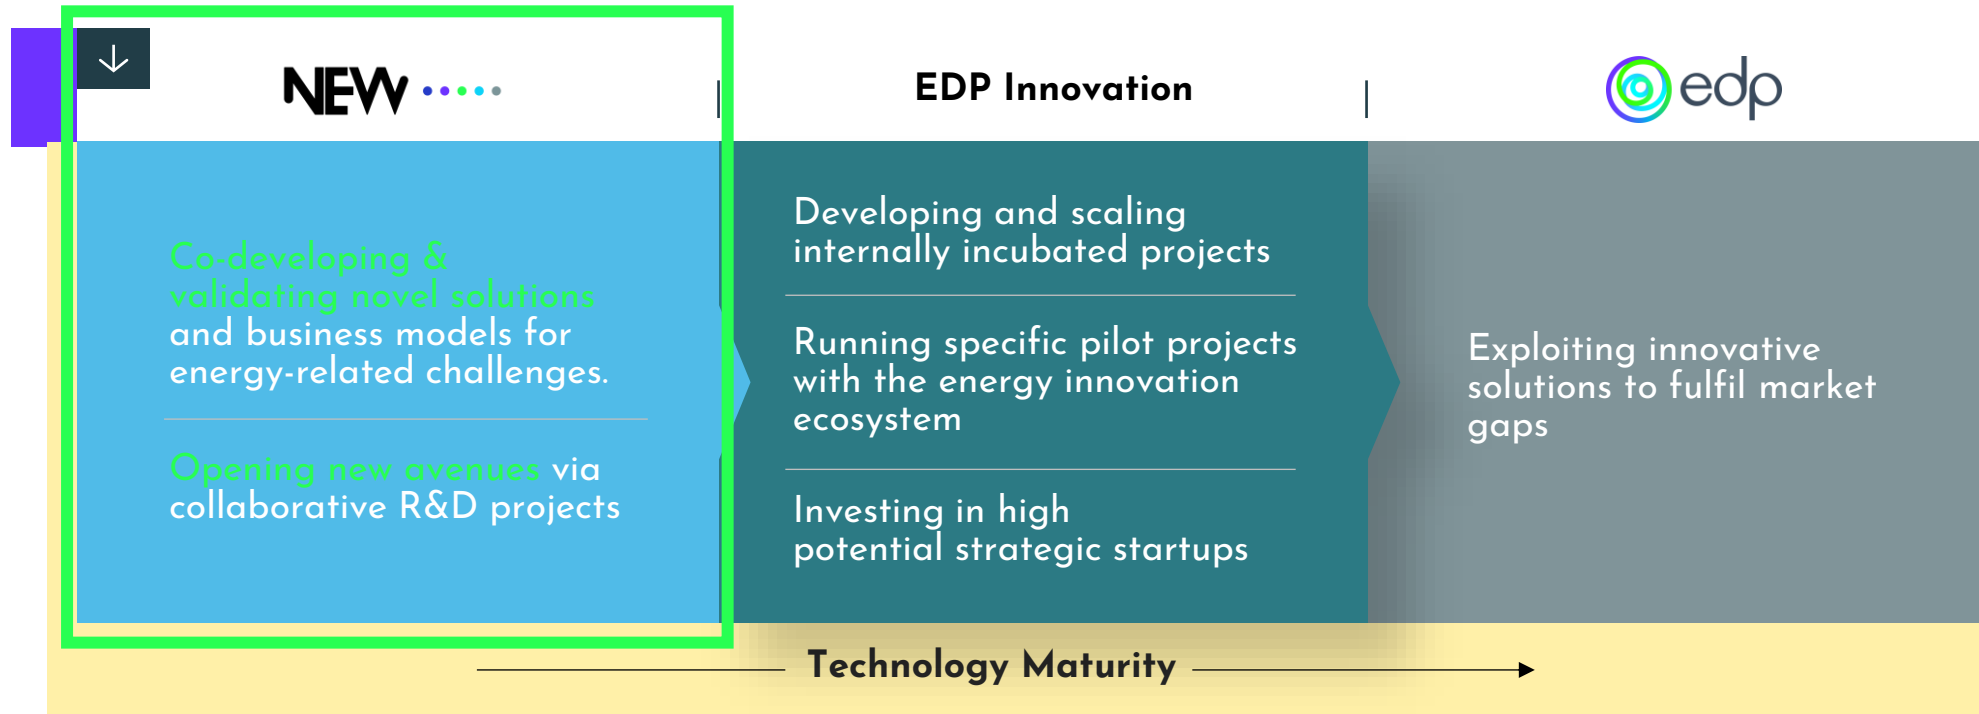 NEW
EDP Innovation
edp
Co-developing &
validating novel solutions
and business models for
energy-related challenges.
Opening new avenues via
collaborative R&D projects
Developing and scaling
internally incubated projects
Running specific pilot projects
with the energy innovation
ecosystem
Investing in high
potential strategic startups
Exploiting innovative
solutions to fulfil market
gaps
Technology Maturity